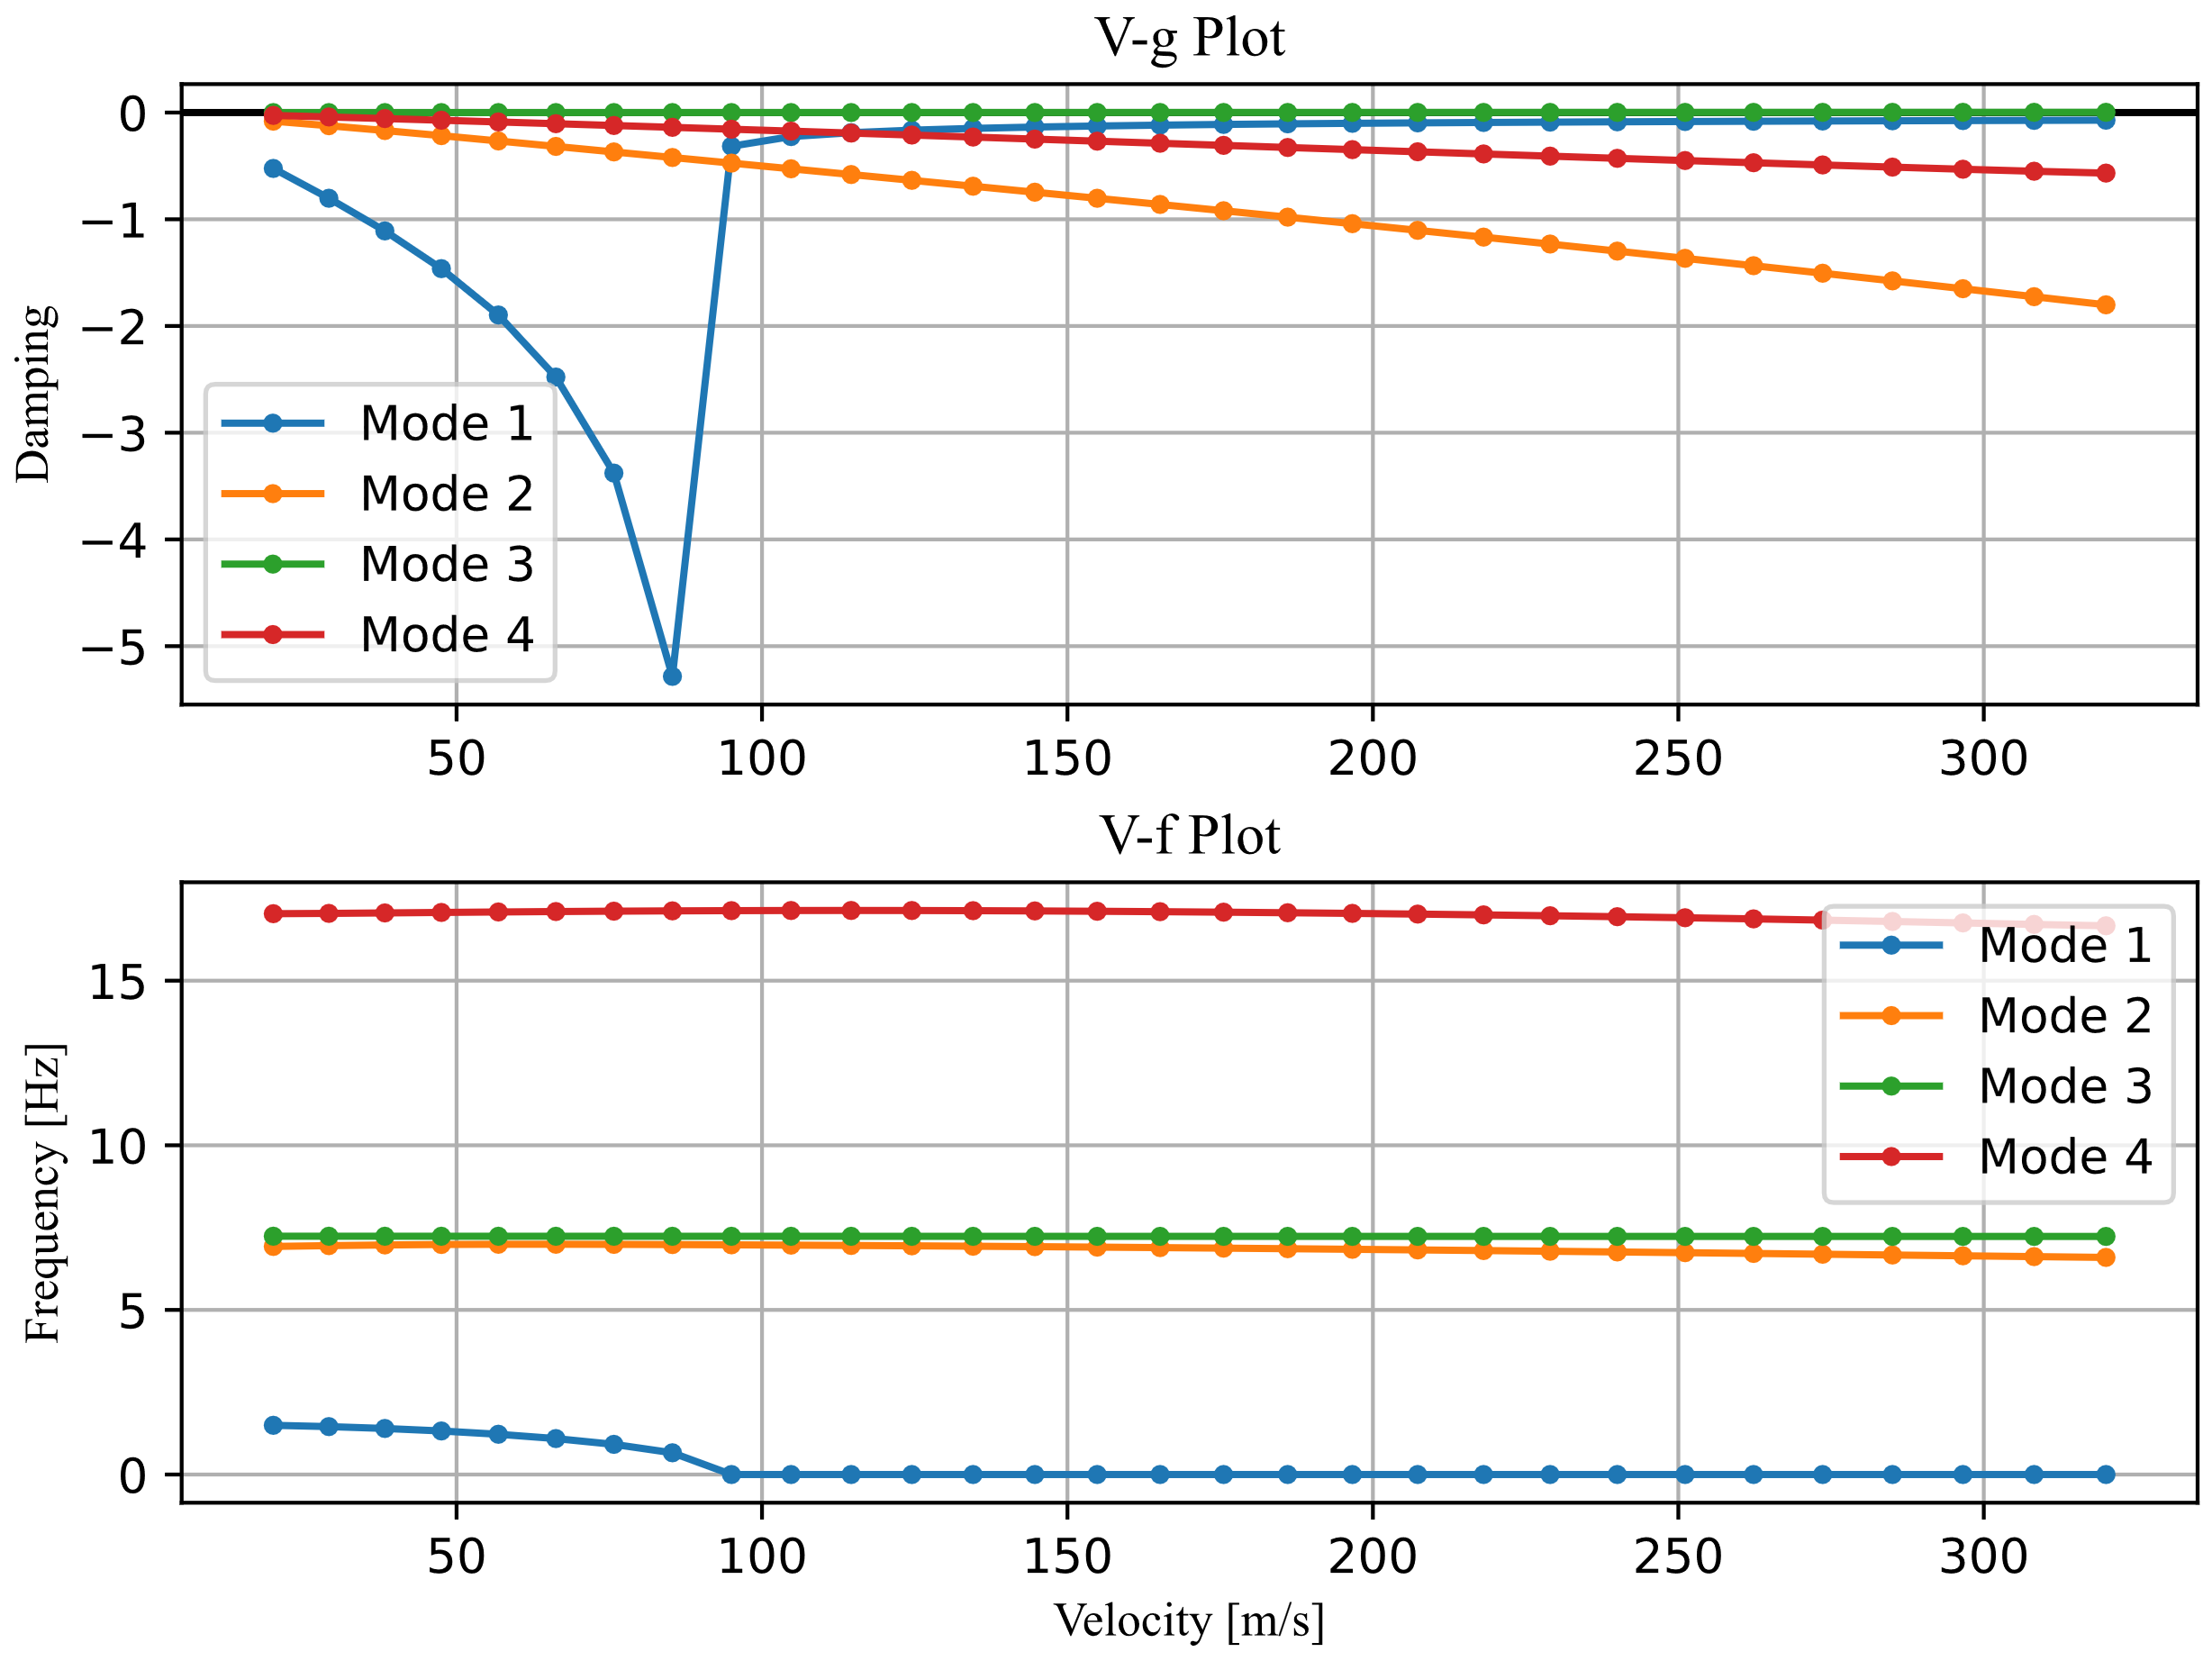 V-g Plot
Damping
0
−1
−2
−3
−4
−5
Mode 1
Mode 2
Mode 3
Mode 4
50 100 150 200 250 300
V-f Plot
Frequency [Hz]
15
10
5
0
Mode 1
Mode 2
Mode 3
Mode 4
50 100 150 200 250 300
Velocity [m/s]